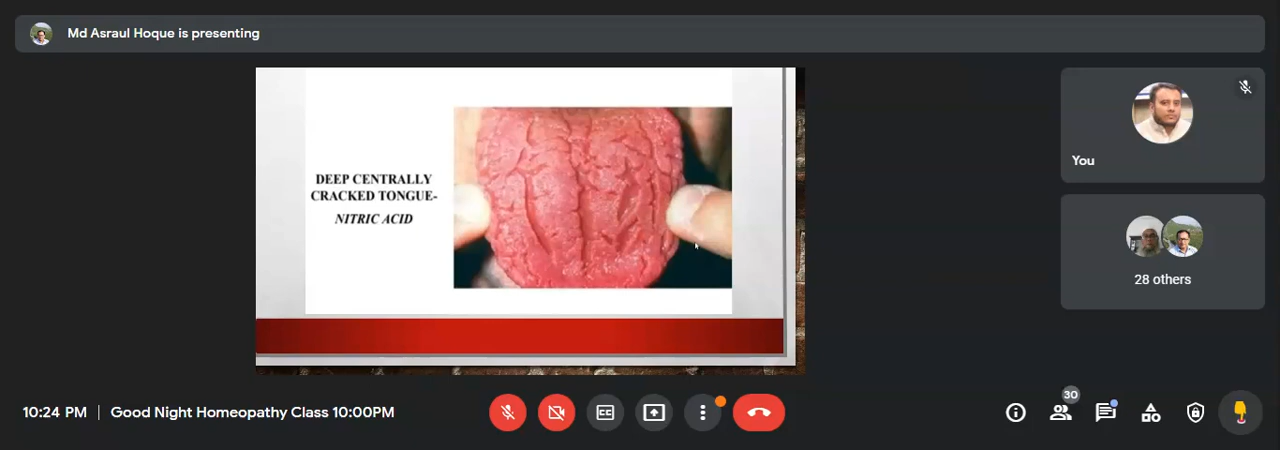 Md Asraul Hoque is presenting
DEEP CENTRALLY
CRACKED TONGUE-
NITRIC ACID
You
28 others
10:24 PM | Good Night Homeopathy Class 10:00PM
CC
30